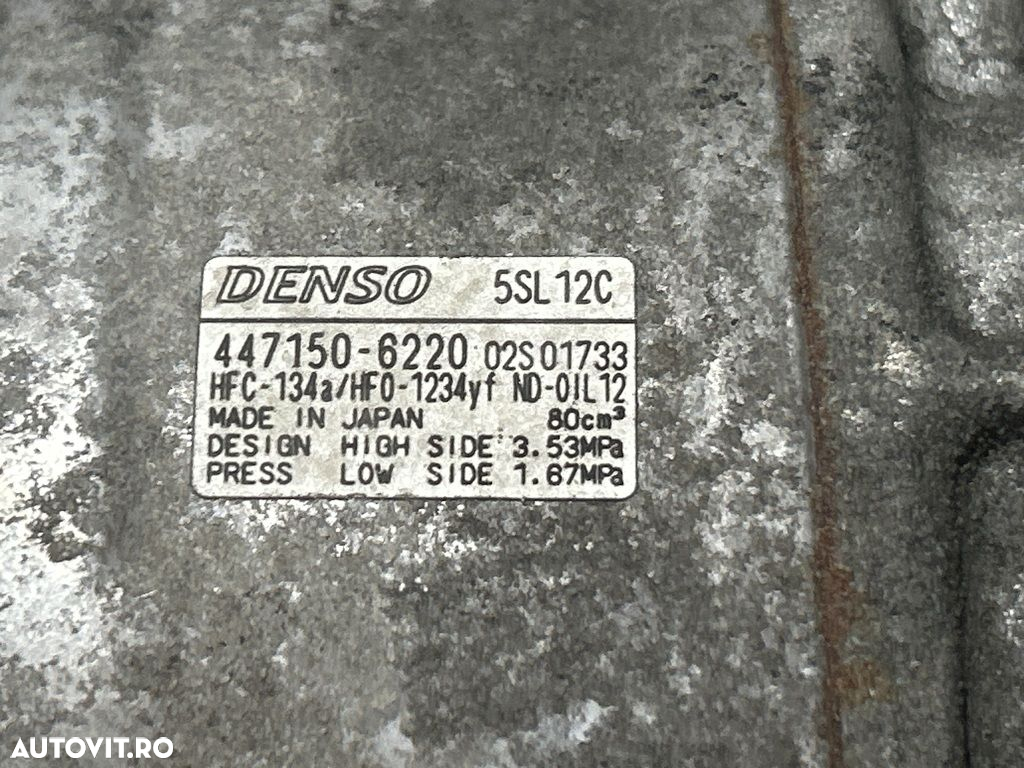 DENSO 5SL12C
447150-6220 02S01733
HFC-134a/HFO-1234yf ND-OIL12
MADE IN JAPAN 80cm³
DESIGN HIGH SIDE 3.53MPa
PRESS LOW SIDE 1.67MPa
AUTOVIT.RO